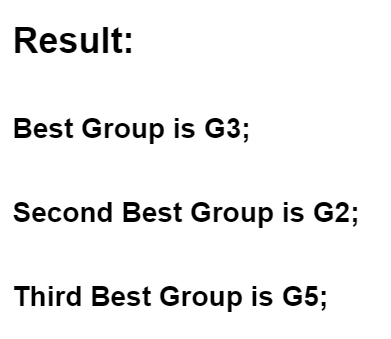 Result:
Best Group is G3;
Second Best Group is G2;
Third Best Group is G5;